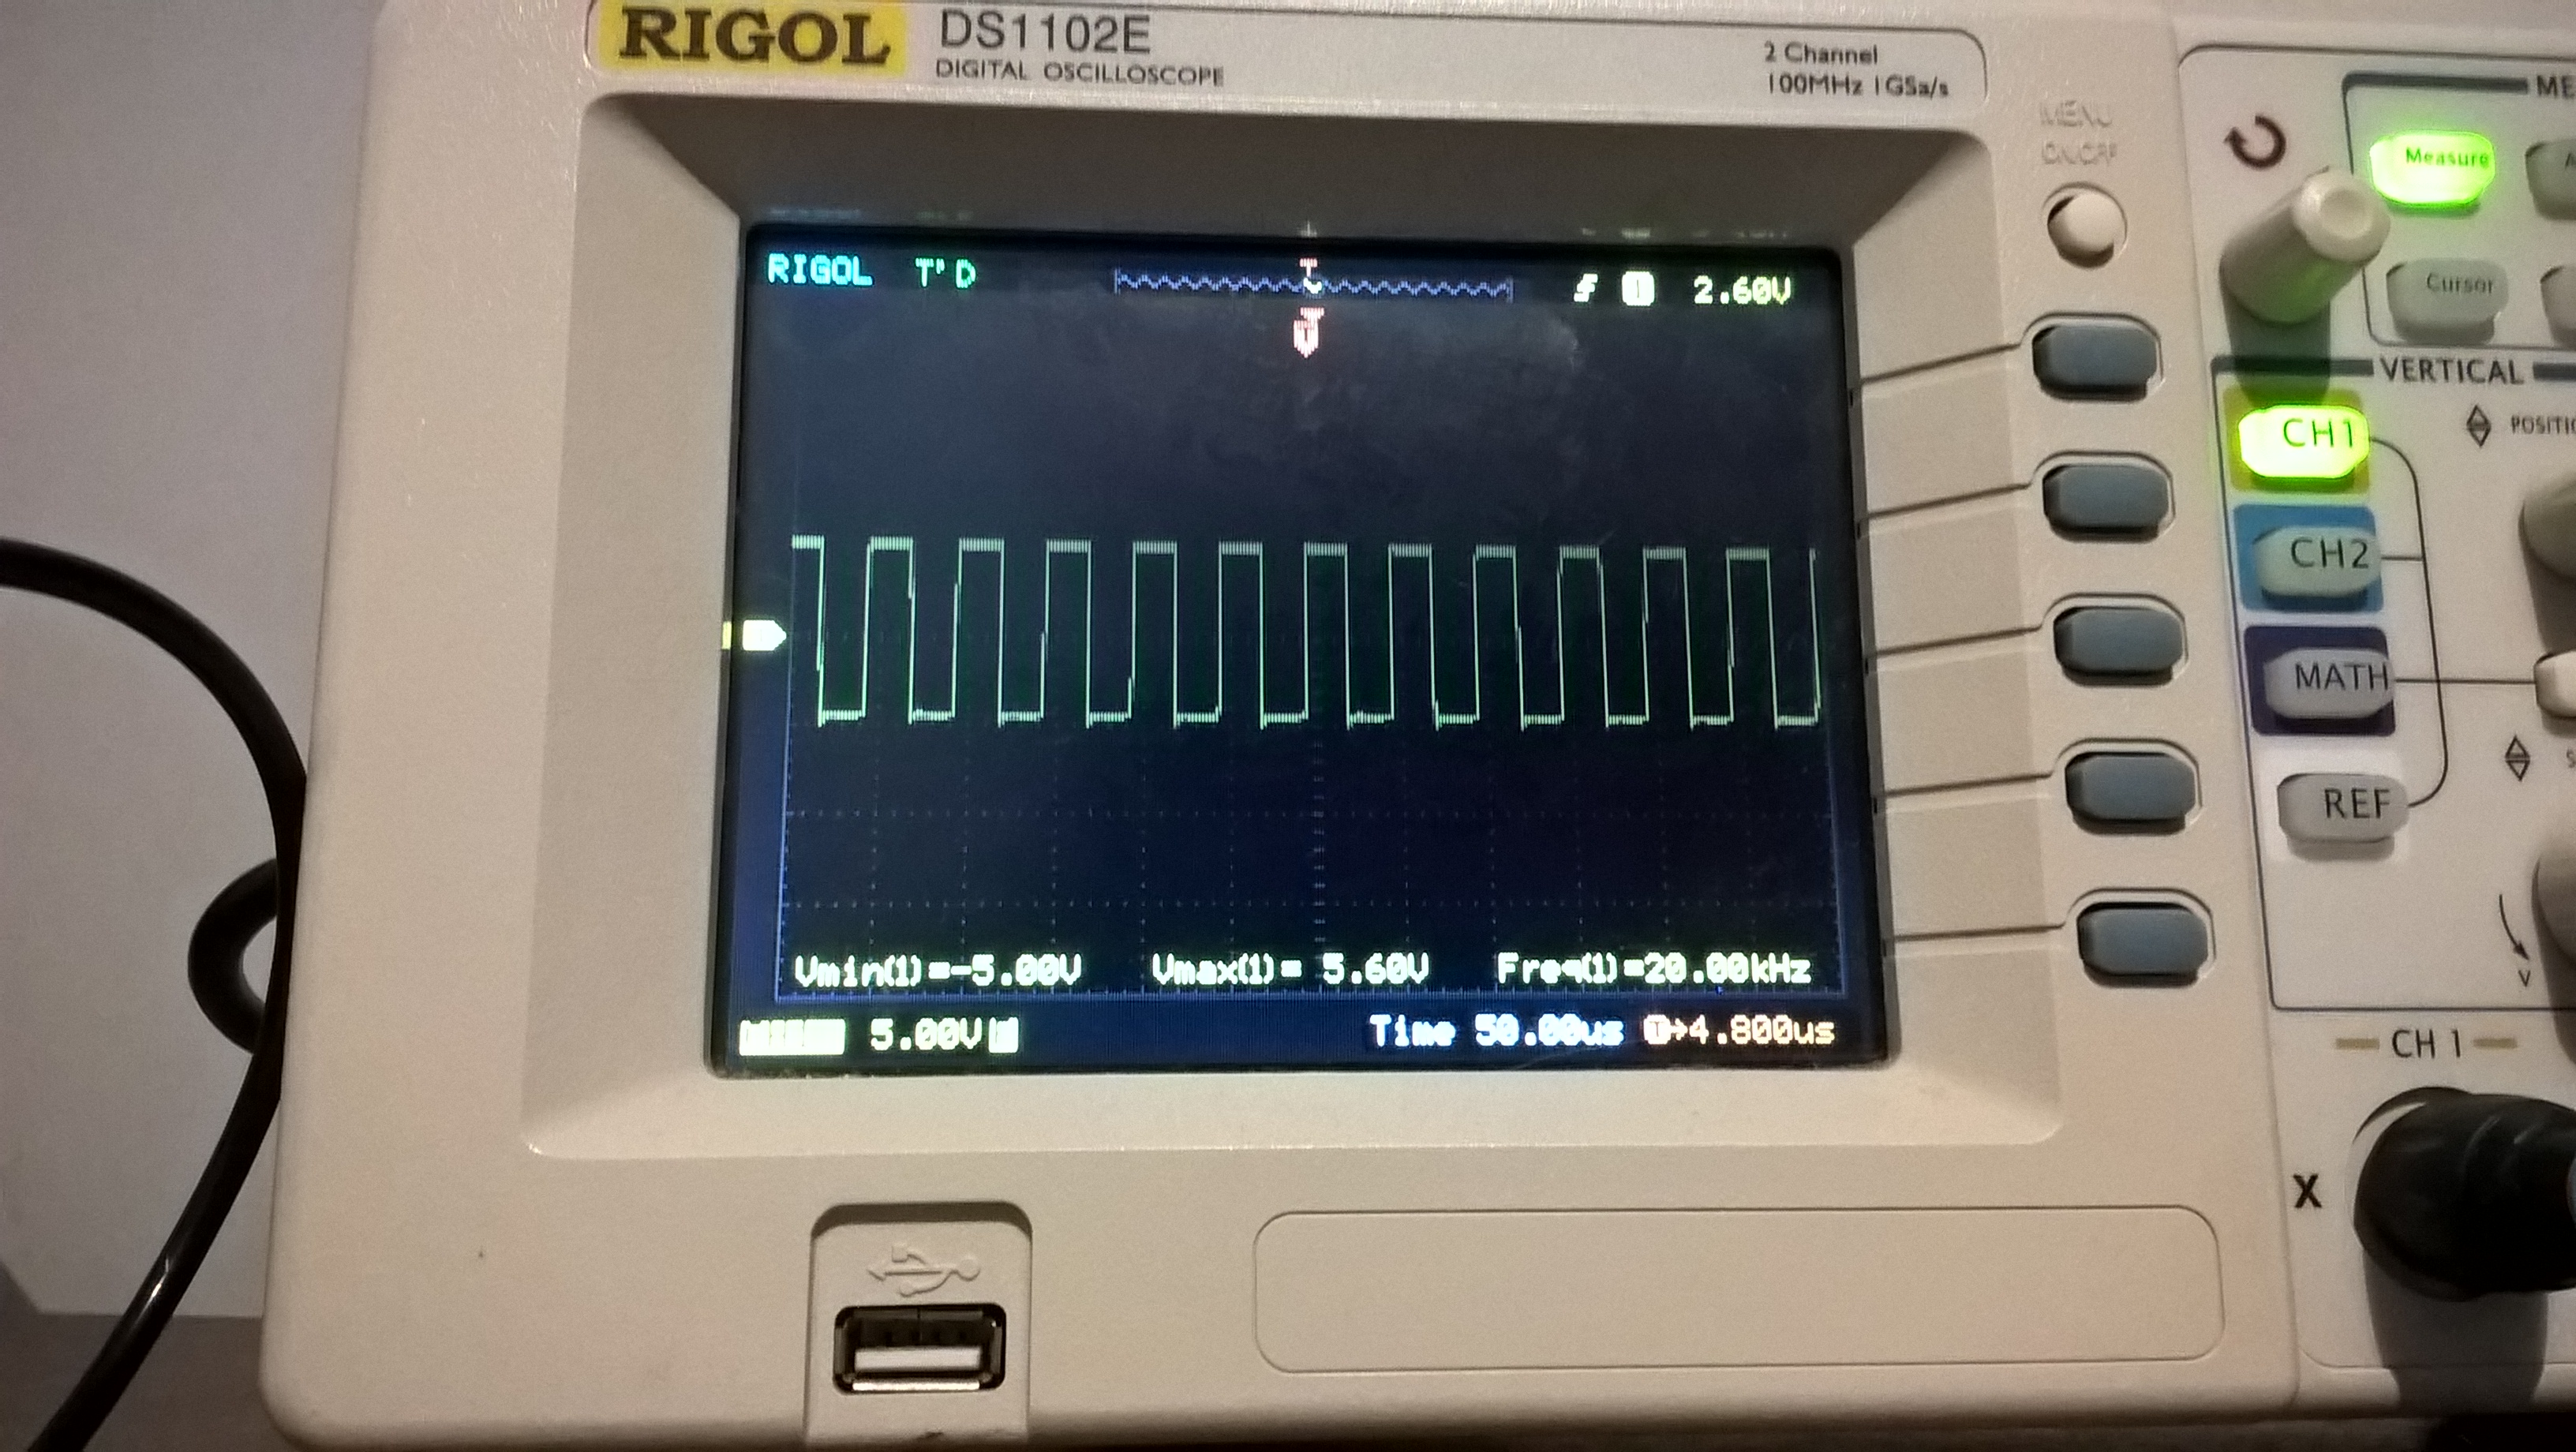 RIGOL DS1102E
DIGITAL OSCILLOSCOPE
2 Channel
100MHz 1GSa/s
MENU
ON/OFF
Measure
Cursor
VERTICAL
CH1
CH2
MATH
REF
RIGOL T'D T 1 2.60V
T
Vmin(1)=-5.00V Vmax(1)= 5.60V Freq(1)=20.00kHz
5.00V Time 50.00us T→4.800us
CH 1
X